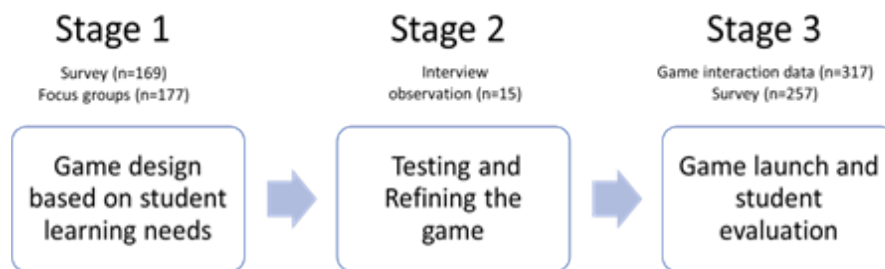 Stage 1
Survey (n=169)
Focus groups (n=177)
Game design
based on student
learning needs
Stage 2
Interview
observation (n=15)
Testing and
Refining the
game
Stage 3
Game interaction data (n=317)
Survey (n=257)
Game launch and
student
evaluation